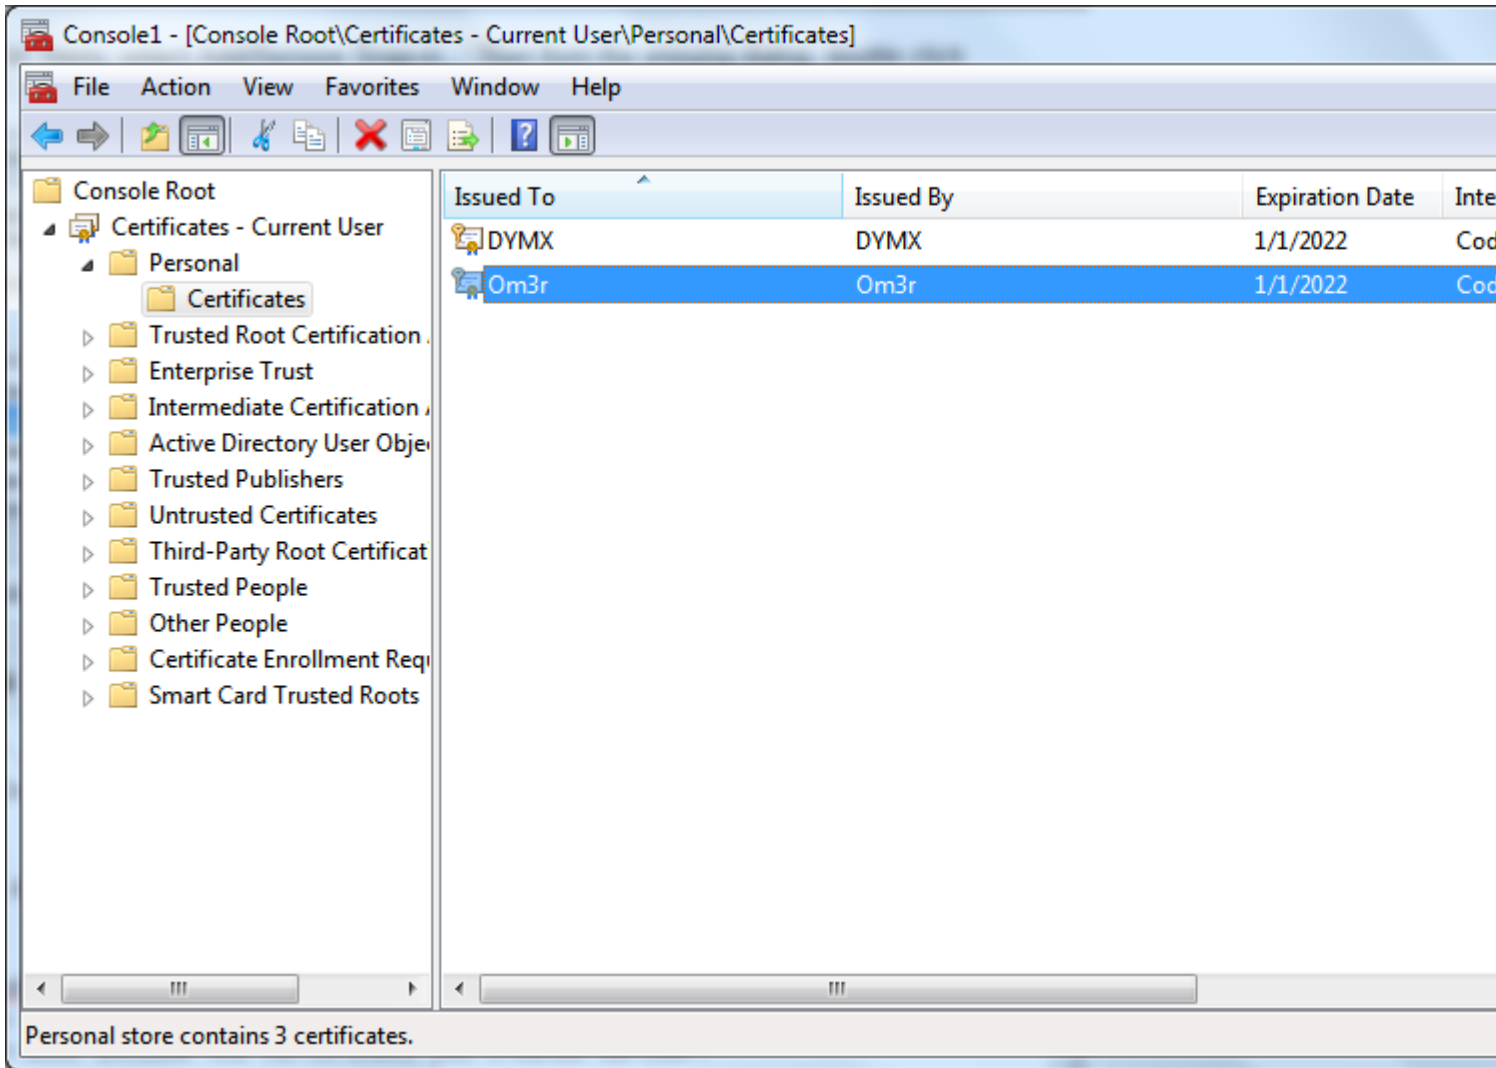 Console1 - [Console Root\Certificates - Current User\Personal\Certificates]
File Action View Favorites Window Help
Console Root
Certificates - Current User
Personal
Certificates
Trusted Root Certification
Enterprise Trust
Intermediate Certification
Active Directory User Obje
Trusted Publishers
Untrusted Certificates
Third-Party Root Certificat
Trusted People
Other People
Certificate Enrollment Requ
Smart Card Trusted Roots
Issued To Issued By Expiration Date Inte
DYMX DYMX 1/1/2022 Cod
Om3r Om3r 1/1/2022 Cod
Personal store contains 3 certificates.